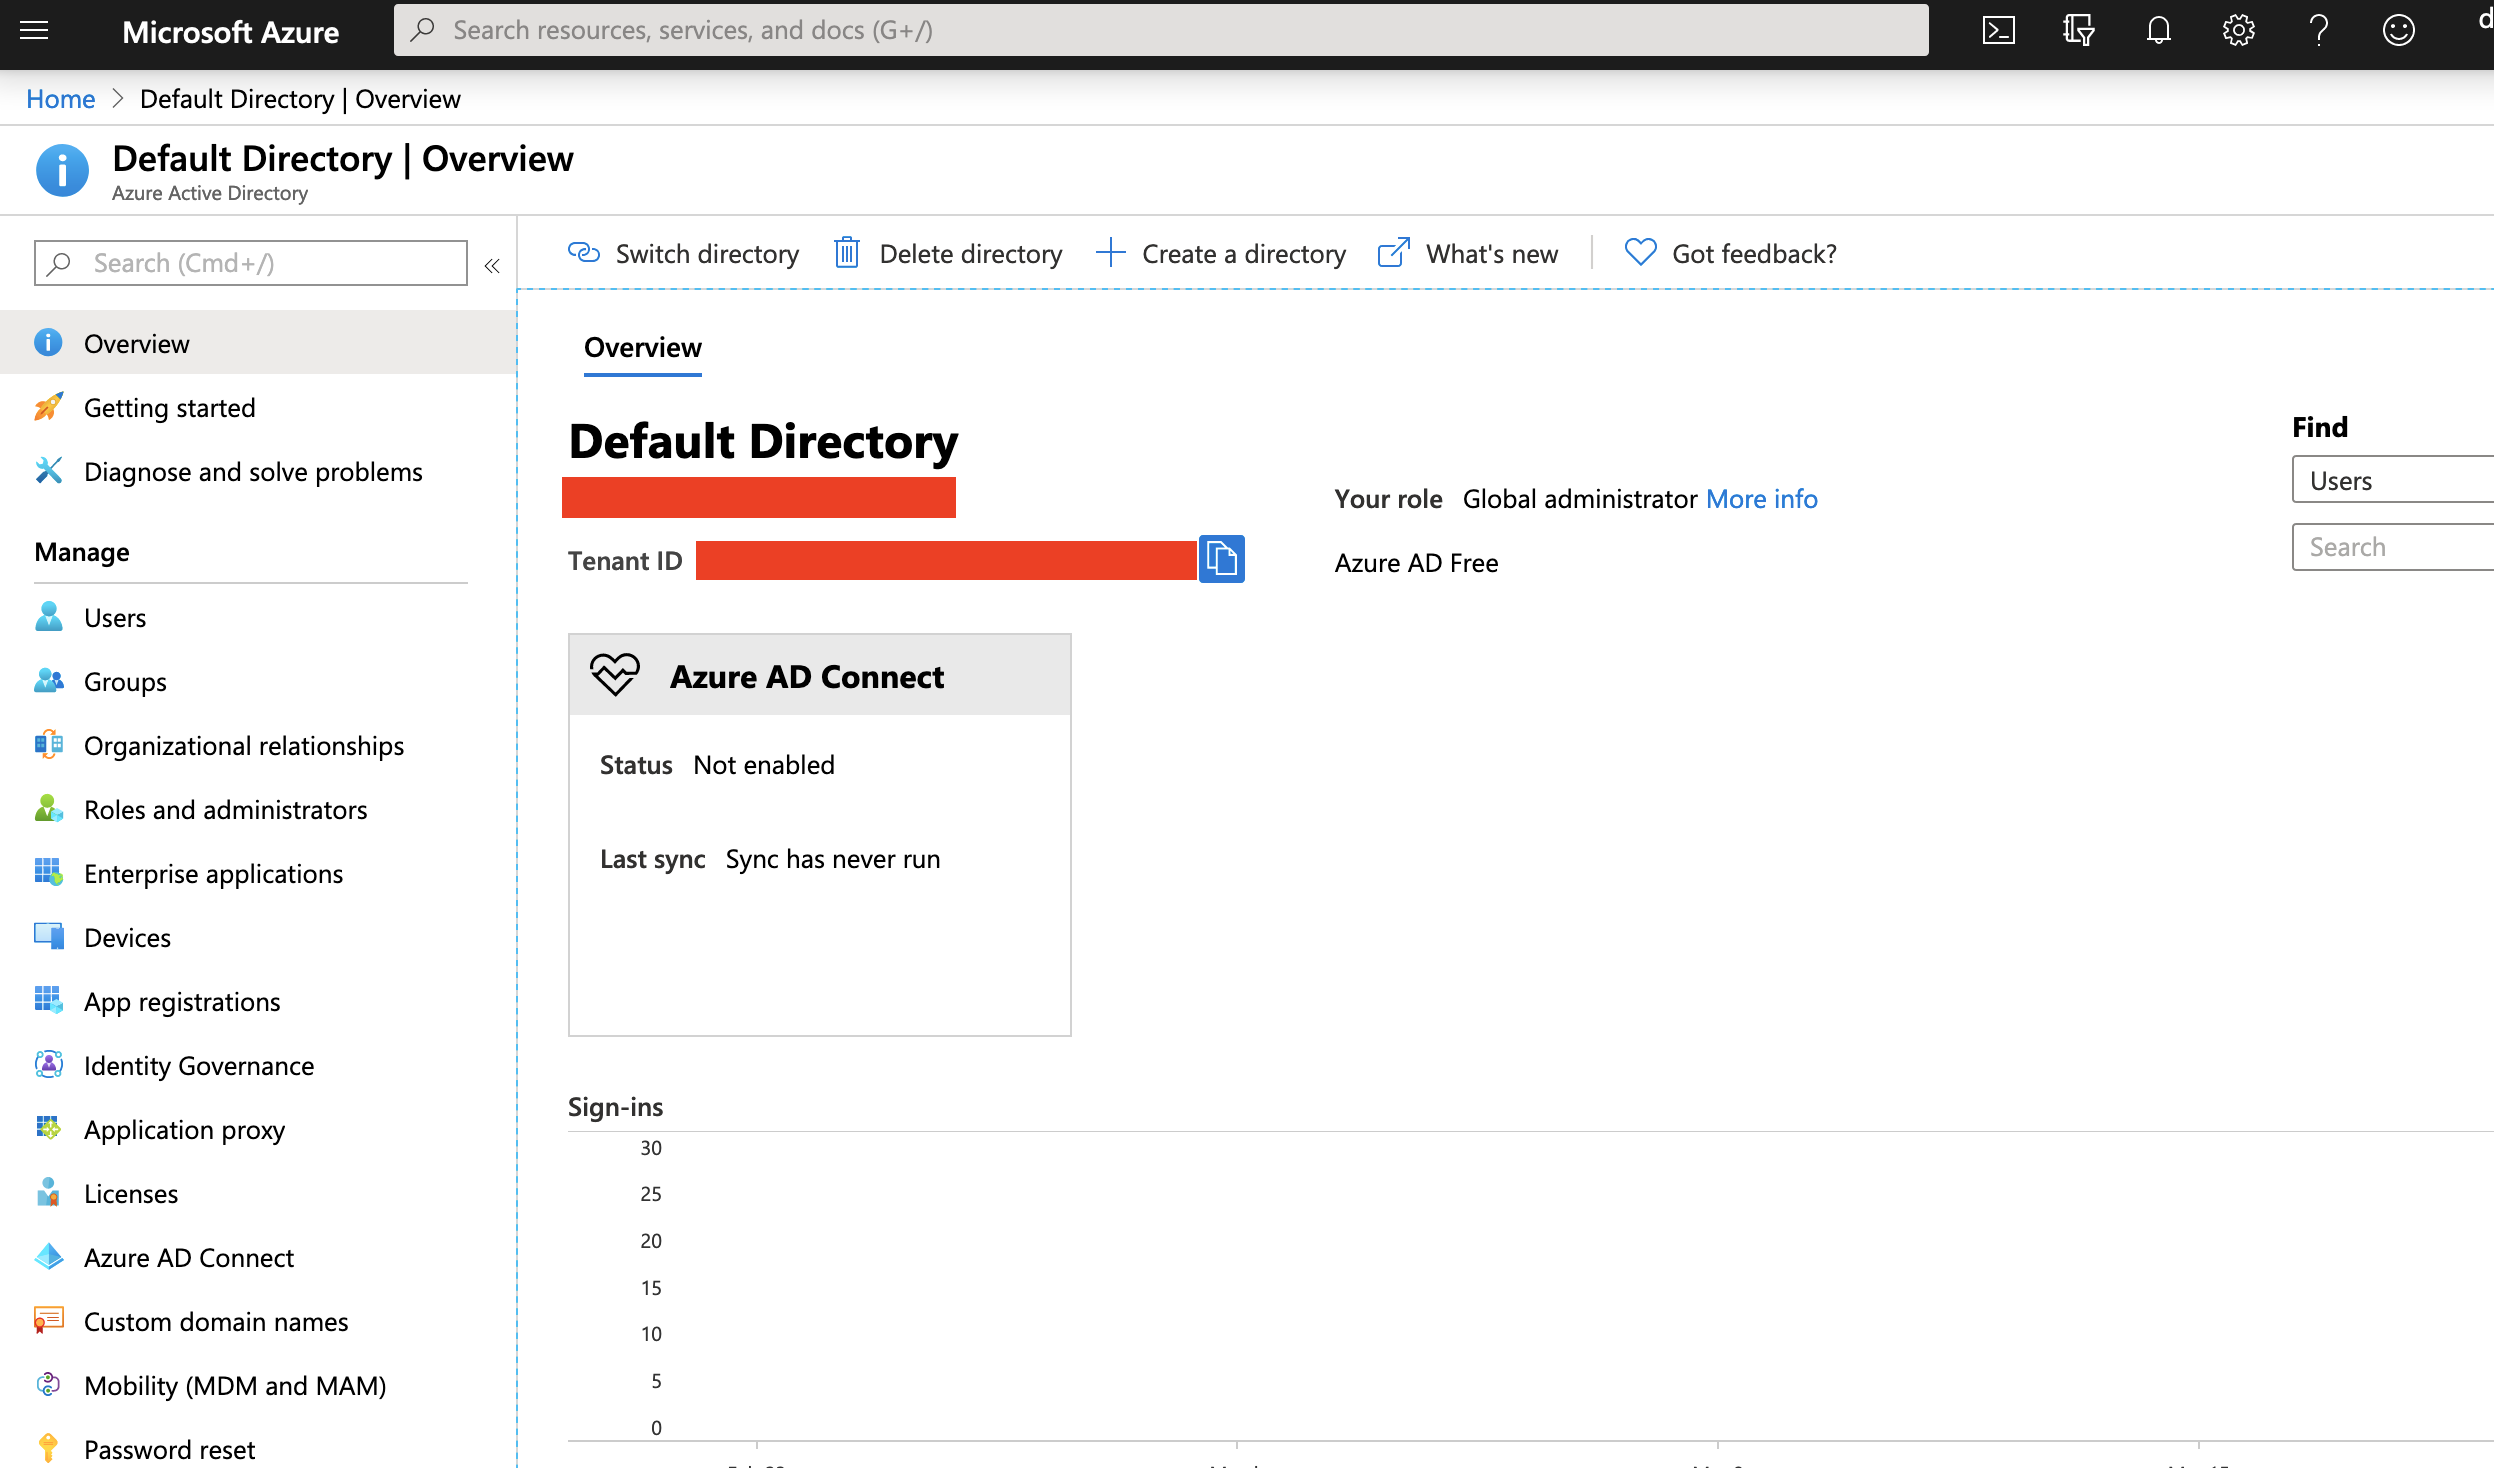 Microsoft Azure
Search resources, services, and docs (G+/)
Home > Default Directory | Overview
Default Directory | Overview
Azure Active Directory
Search (Cmd+/)
«
Switch directory
Delete directory
Create a directory
What's new
Got feedback?
Overview
Getting started
Diagnose and solve problems
Manage
Users
Groups
Organizational relationships
Roles and administrators
Enterprise applications
Devices
App registrations
Identity Governance
Application proxy
Licenses
Azure AD Connect
Custom domain names
Mobility (MDM and MAM)
Password reset
Overview
Default Directory
Tenant ID
Your role Global administrator More info
Azure AD Free
Find
Users
Search
Azure AD Connect
Status Not enabled
Last sync Sync has never run
Sign-ins
30
25
20
15
10
5
0